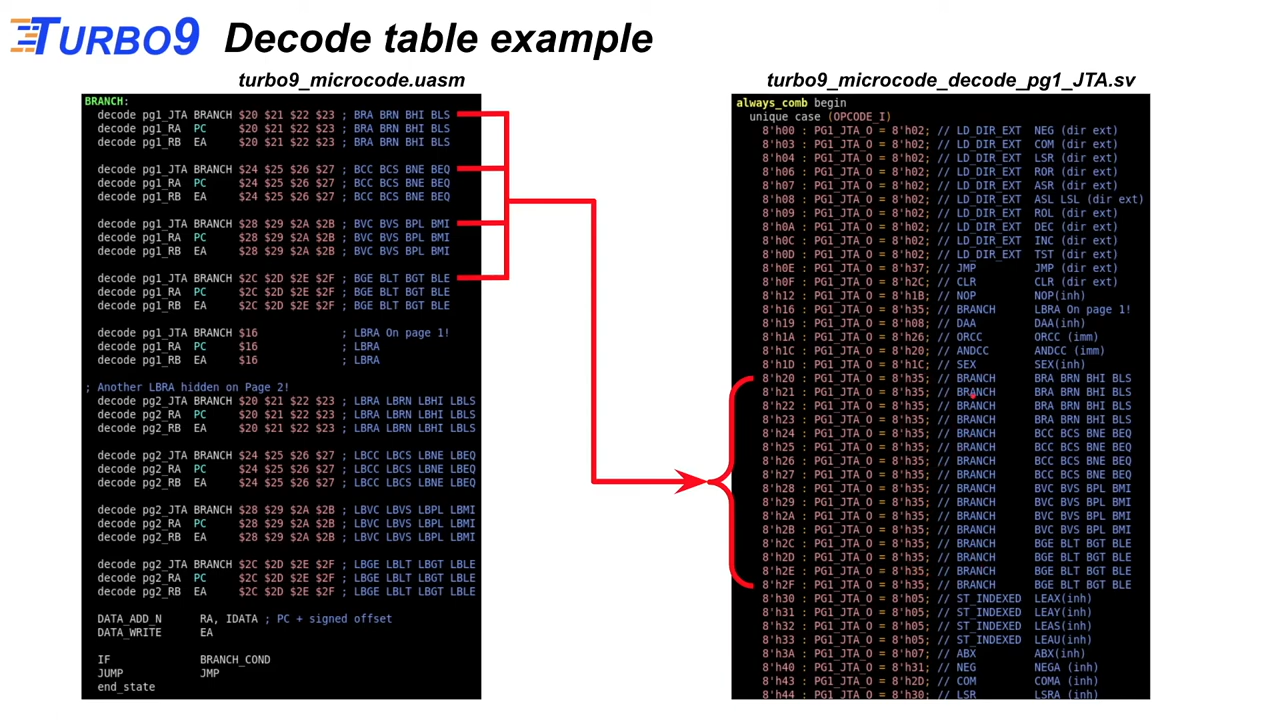 TURBO9 Decode table example
turbo9_microcode.uasm
BRANCH:
decode pg1_JTA BRANCH $20 $21 $22 $23 ; BRA BRN BHI BLS
decode pg1_RA PC $20 $21 $22 $23 ; BRA BRN BHI BLS
decode pg1_RB EA $20 $21 $22 $23 ; BRA BRN BHI BLS
decode pg1_JTA BRANCH $24 $25 $26 $27 ; BCC BCS BNE BEQ
decode pg1_RA PC $24 $25 $26 $27 ; BCC BCS BNE BEQ
decode pg1_RB EA $24 $25 $26 $27 ; BCC BCS BNE BEQ
decode pg1_JTA BRANCH $28 $29 $2A $2B ; BVC BVS BPL BMI
decode pg1_RA PC $28 $29 $2A $2B ; BVC BVS BPL BMI
decode pg1_RB EA $28 $29 $2A $2B ; BVC BVS BPL BMI
decode pg1_JTA BRANCH $2C $2D $2E $2F ; BGE BLT BGT BLE
decode pg1_RA PC $2C $2D $2E $2F ; BGE BLT BGT BLE
decode pg1_RB EA $2C $2D $2E $2F ; BGE BLT BGT BLE
decode pg1_JTA BRANCH $16 ; LBRA On page 1!
decode pg1_RA PC $16 ; LBRA
decode pg1_RB EA $16 ; LBRA
; Another LBRA hidden on Page 2!
decode pg2_JTA BRANCH $20 $21 $22 $23 ; LBRA LBRN LBHI LBLS
decode pg2_RA PC $20 $21 $22 $23 ; LBRA LBRN LBHI LBLS
decode pg2_RB EA $20 $21 $22 $23 ; LBRA LBRN LBHI LBLS
decode pg2_JTA BRANCH $24 $25 $26 $27 ; LBCC LBCS LBNE LBEQ
decode pg2_RA PC $24 $25 $26 $27 ; LBCC LBCS LBNE LBEQ
decode pg2_RB EA $24 $25 $26 $27 ; LBCC LBCS LBNE LBEQ
decode pg2_JTA BRANCH $28 $29 $2A $2B ; LBVC LBVS LBPL LBMI
decode pg2_RA PC $28 $29 $2A $2B ; LBVC LBVS LBPL LBMI
decode pg2_RB EA $28 $29 $2A $2B ; LBVC LBVS LBPL LBMI
decode pg2_JTA BRANCH $2C $2D $2E $2F ; LBGE LBLT LBGT LBLE
decode pg2_RA PC $2C $2D $2E $2F ; LBGE LBLT LBGT LBLE
decode pg2_RB EA $2C $2D $2E $2F ; LBGE LBLT LBGT LBLE
DATA_ADD_N RA, IDATA ; PC + signed offset
DATA_WRITE EA
IF BRANCH_COND
JUMP JMP
end_state
turbo9_microcode_decode_pg1_JTA.sv
always_comb begin
unique case (OPCODE_I)
8'h00 : PG1_JTA_O = 8'h02; // LD_DIR_EXT NEG (dir ext)
8'h03 : PG1_JTA_O = 8'h02; // LD_DIR_EXT COM (dir ext)
8'h04 : PG1_JTA_O = 8'h02; // LD_DIR_EXT LSR (dir ext)
8'h06 : PG1_JTA_O = 8'h02; // LD_DIR_EXT ROR (dir ext)
8'h07 : PG1_JTA_O = 8'h02; // LD_DIR_EXT ASR (dir ext)
8'h08 : PG1_JTA_O = 8'h02; // LD_DIR_EXT ASL LSL (dir ext)
8'h09 : PG1_JTA_O = 8'h02; // LD_DIR_EXT ROL (dir ext)
8'h0A : PG1_JTA_O = 8'h02; // LD_DIR_EXT DEC (dir ext)
8'h0C : PG1_JTA_O = 8'h02; // LD_DIR_EXT INC (dir ext)
8'h0D : PG1_JTA_O = 8'h02; // LD_DIR_EXT TST (dir ext)
8'h0E : PG1_JTA_O = 8'h37; // JMP JMP (dir ext)
8'h0F : PG1_JTA_O = 8'h2C; // CLR CLR (dir ext)
8'h12 : PG1_JTA_O = 8'h1B; // NOP NOP(inh)
8'h16 : PG1_JTA_O = 8'h35; // BRANCH LBRA On page 1!
8'h19 : PG1_JTA_O = 8'h08; // DAA DAA(inh)
8'h1A : PG1_JTA_O = 8'h26; // ORCC ORCC (imm)
8'h1C : PG1_JTA_O = 8'h20; // ANDCC ANDCC (imm)
8'h1D : PG1_JTA_O = 8'h1C; // SEX SEX(inh)
8'h20 : PG1_JTA_O = 8'h35; // BRANCH BRA BRN BHI BLS
8'h21 : PG1_JTA_O = 8'h35; // BRANCH BRA BRN BHI BLS
8'h22 : PG1_JTA_O = 8'h35; // BRANCH BRA BRN BHI BLS
8'h23 : PG1_JTA_O = 8'h35; // BRANCH BRA BRN BHI BLS
8'h24 : PG1_JTA_O = 8'h35; // BRANCH BCC BCS BNE BEQ
8'h25 : PG1_JTA_O = 8'h35; // BRANCH BCC BCS BNE BEQ
8'h26 : PG1_JTA_O = 8'h35; // BRANCH BCC BCS BNE BEQ
8'h27 : PG1_JTA_O = 8'h35; // BRANCH BCC BCS BNE BEQ
8'h28 : PG1_JTA_O = 8'h35; // BRANCH BVC BVS BPL BMI
8'h29 : PG1_JTA_O = 8'h35; // BRANCH BVC BVS BPL BMI
8'h2A : PG1_JTA_O = 8'h35; // BRANCH BVC BVS BPL BMI
8'h2B : PG1_JTA_O = 8'h35; // BRANCH BVC BVS BPL BMI
8'h2C : PG1_JTA_O = 8'h35; // BRANCH BGE BLT BGT BLE
8'h2D : PG1_JTA_O = 8'h35; // BRANCH BGE BLT BGT BLE
8'h2E : PG1_JTA_O = 8'h35; // BRANCH BGE BLT BGT BLE
8'h2F : PG1_JTA_O = 8'h35; // BRANCH BGE BLT BGT BLE
8'h30 : PG1_JTA_O = 8'h05; // ST_INDEXED LEAX(inh)
8'h31 : PG1_JTA_O = 8'h05; // ST_INDEXED LEAY(inh)
8'h32 : PG1_JTA_O = 8'h05; // ST_INDEXED LEAS(inh)
8'h33 : PG1_JTA_O = 8'h05; // ST_INDEXED LEAU(inh)
8'h3A : PG1_JTA_O = 8'h07; // ABX ABX(inh)
8'h40 : PG1_JTA_O = 8'h31; // NEG NEGA (inh)
8'h43 : PG1_JTA_O = 8'h2D; // COM COMA (inh)
8'h44 : PG1_JTA_O = 8'h30; // LSR LSRA (inh)